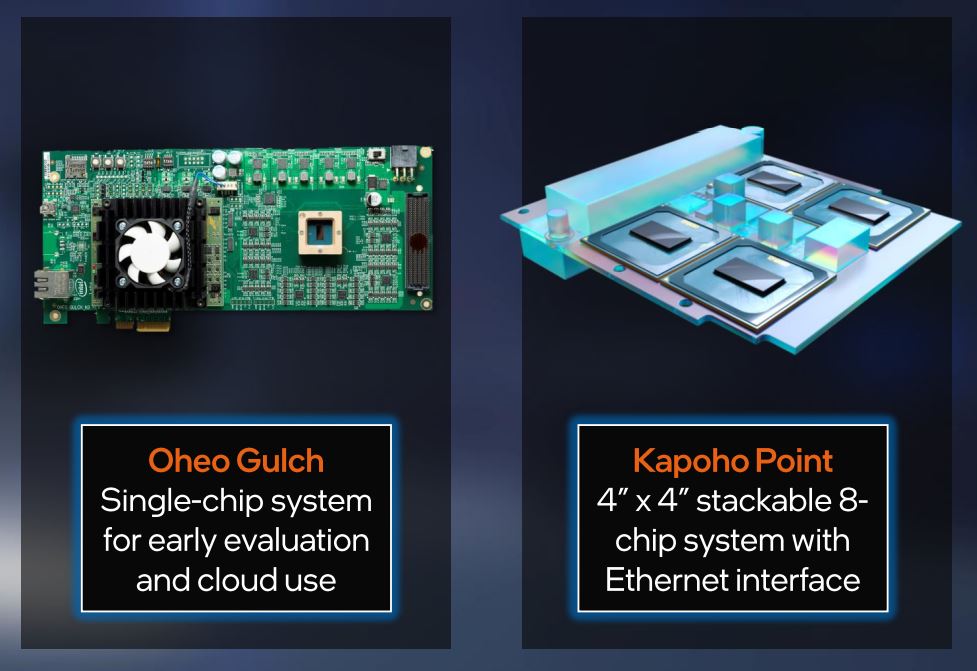 Oheo Gulch
Single-chip system
for early evaluation
and cloud use
Kapoho Point
4” x 4” stackable 8-
chip system with
Ethernet interface